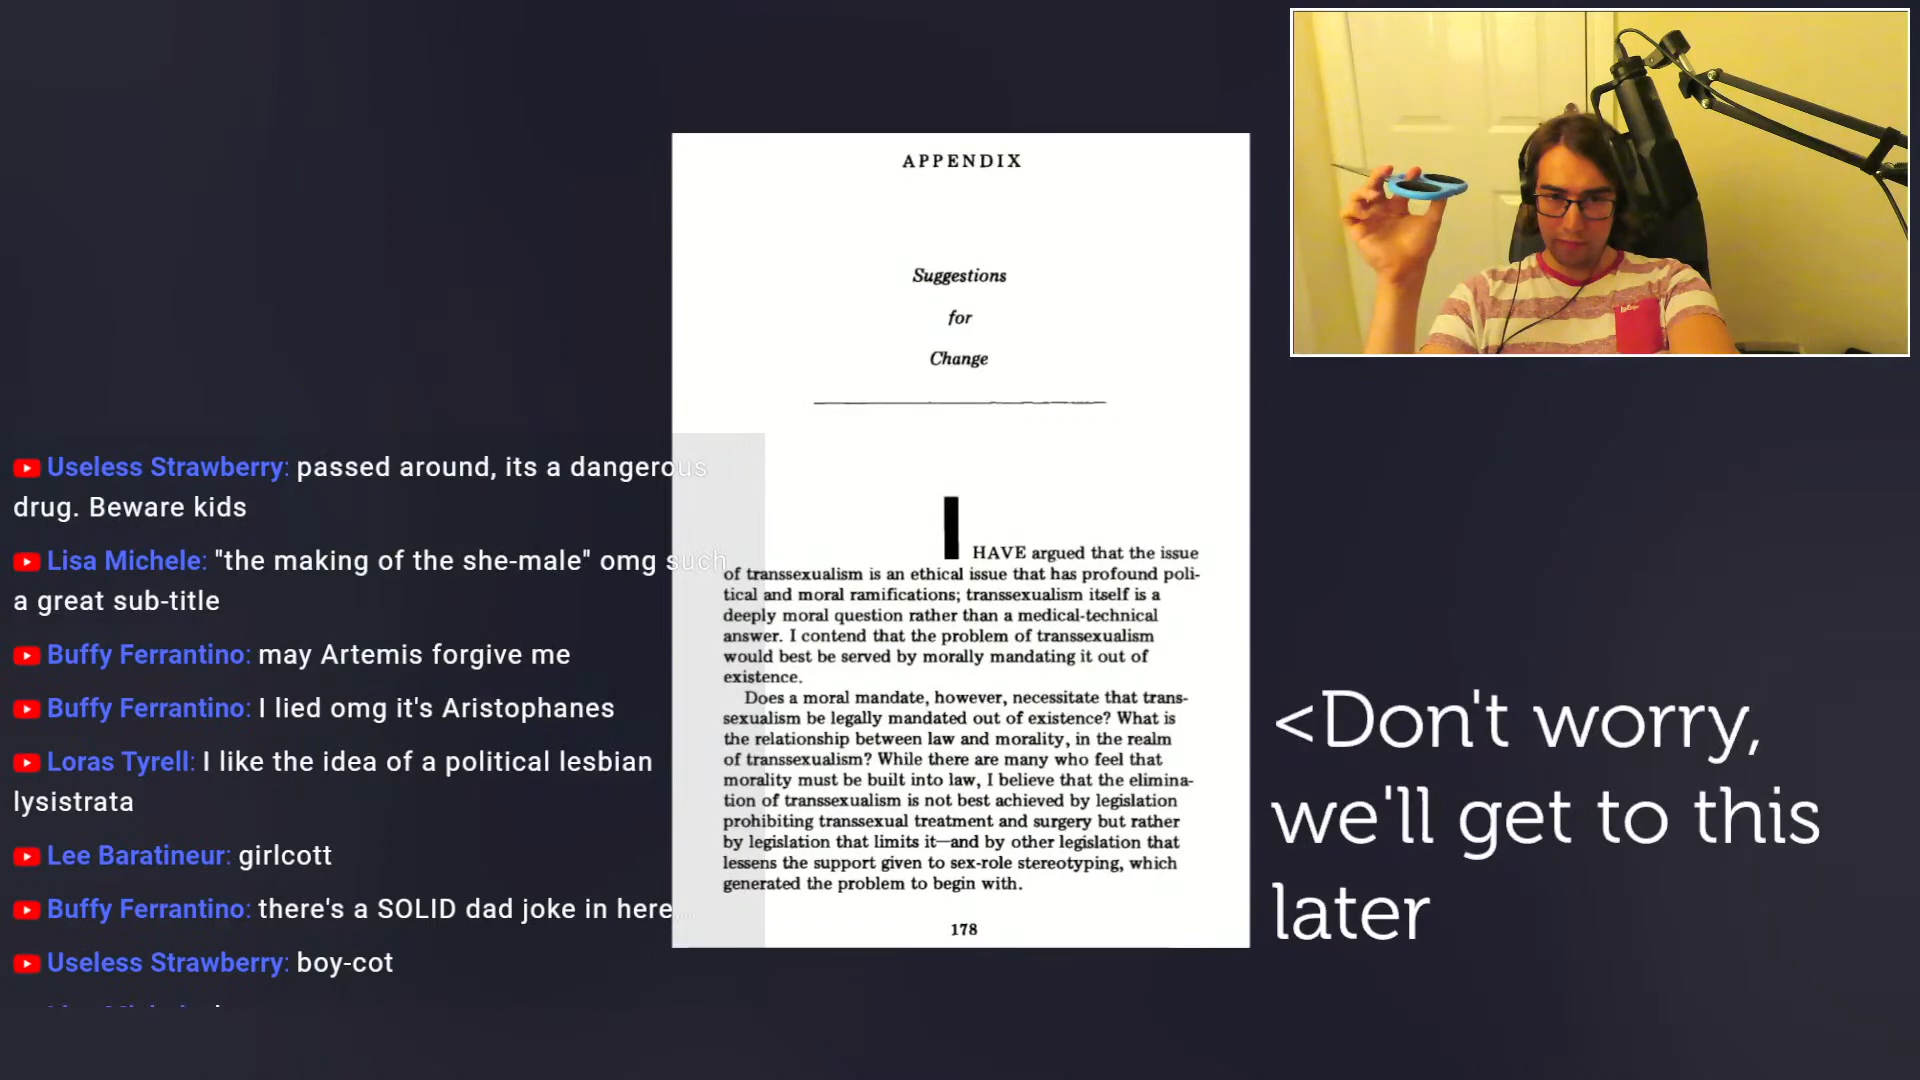 APPENDIX
Suggestions
for
Change
I HAVE argued that the issue
of transsexualism is an ethical issue that has profound poli-
tical and moral ramifications; transsexualism itself is a
deeply moral question rather than a medical-technical
answer. I contend that the problem of transsexualism
would best be served by morally mandating it out of
existence.
Does a moral mandate, however, necessitate that trans-
sexualism be legally mandated out of existence? What is
the relationship between law and morality, in the realm
of transsexualism? While there are many who feel that
morality must be built into law, I believe that the elimina-
tion of transsexualism is not best achieved by legislation
prohibiting transsexual treatment and surgery but rather
by legislation that limits it—and by other legislation that
lessens the support given to sex-role stereotyping, which
generated the problem to begin with.
178
Useless Strawberry: passed around, its a dangerous
drug. Beware kids
Lisa Michele: "the making of the she-male" omg such
a great sub-title
Buffy Ferrantino: may Artemis forgive me
Buffy Ferrantino: I lied omg it's Aristophanes
Loras Tyrell: I like the idea of a political lesbian
lysistrata
Lee Baratineur: girlcott
Buffy Ferrantino: there's a SOLID dad joke in here...
Useless Strawberry: boy-cot
<Don't worry,
we'll get to this
later